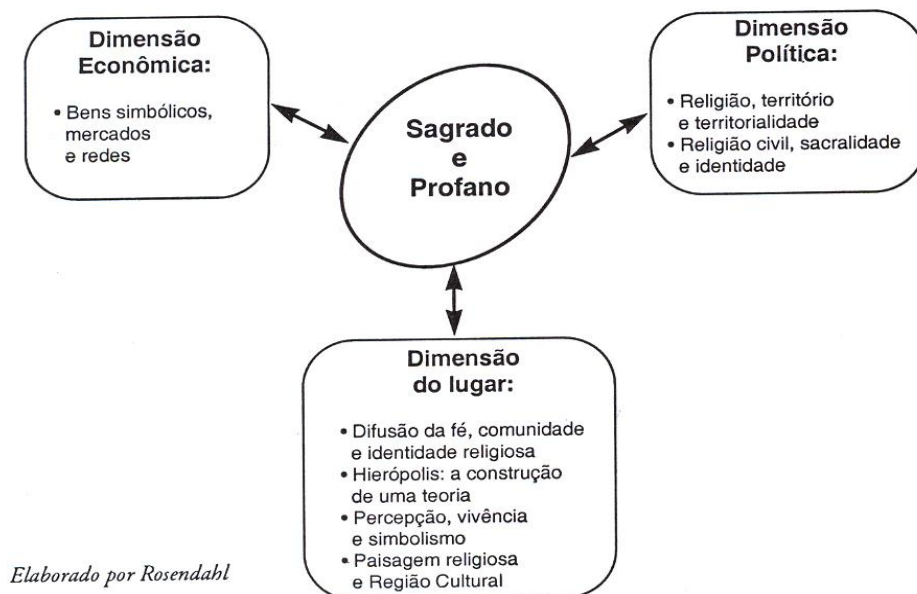 Dimensão
Econômica:
• Bens simbólicos,
mercados
e redes
Sagrado
e
Profano
Dimensão
Política:
• Religião, território
e territorialidade
• Religião civil, sacralidade
e identidade
Dimensão
do lugar:
• Difusão da fé, comunidade
e identidade religiosa
• Hierópolis: a construção
de uma teoria
• Percepção, vivência
e simbolismo
• Paisagem religiosa
e Região Cultural
Elaborado por Rosendahl